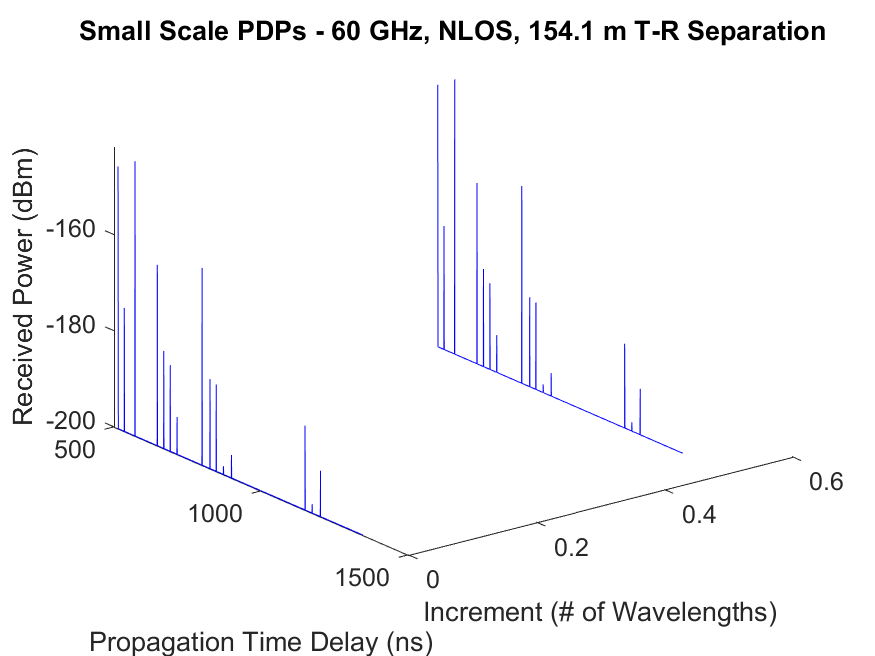 Small Scale PDPs - 60 GHz, NLOS, 154.1 m T-R Separation
Received Power (dBm)
-160
-180
-200
500
1000
1500
0
0.2
0.4
0.6
Increment (# of Wavelengths)
Propagation Time Delay (ns)